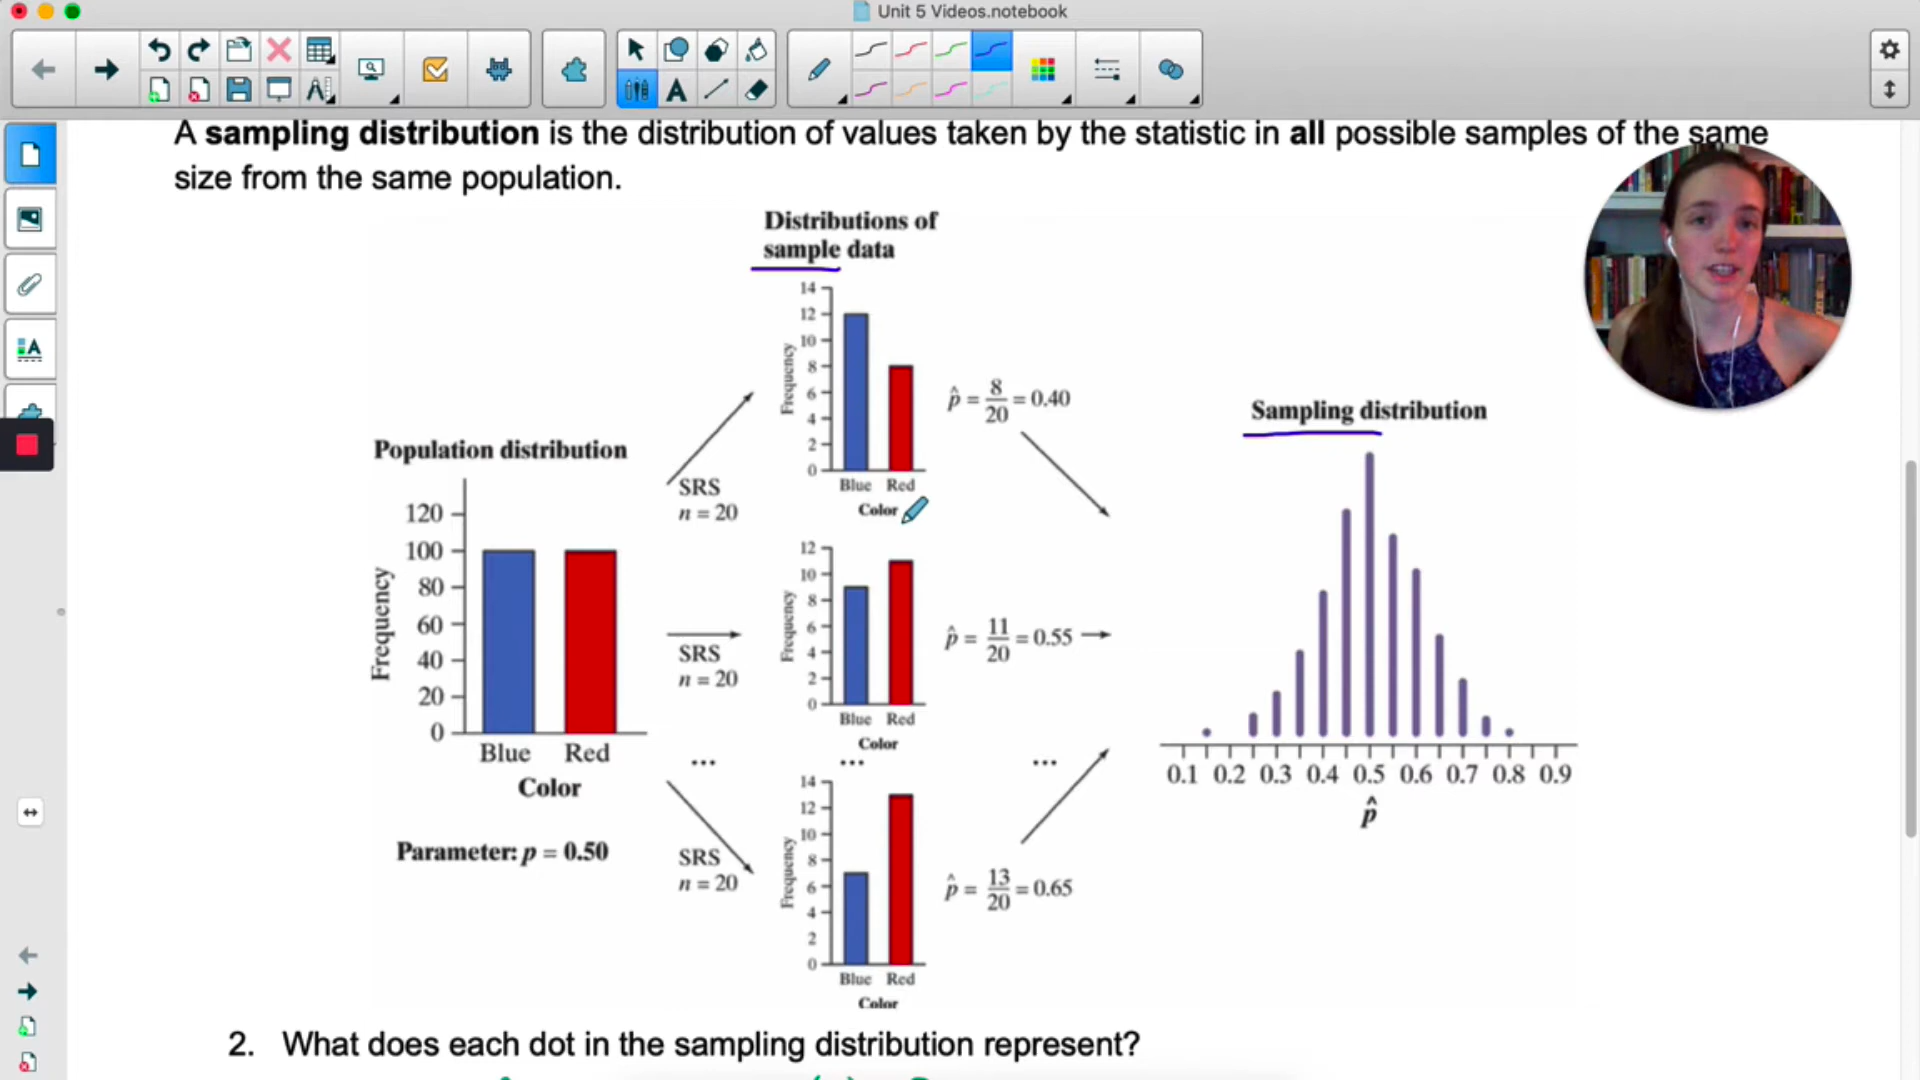 Unit 5 Videos.notebook
A sampling distribution is the distribution of values taken by the statistic in all possible samples of the same
size from the same population.
Distributions of
sample data
14
12
10
8
6
4
2
0
Frequency
Blue Red
Color
p̂ = 8/20 = 0.40
Sampling distribution
Population distribution
SRS
n = 20
120
100
80
60
40
20
0
Frequency
Blue Red
Color
Parameter: p = 0.50
SRS
n = 20
12
10
8
6
4
2
0
Frequency
Blue Red
Color
p̂ = 11/20 = 0.55
... ... ...
0.1 0.2 0.3 0.4 0.5 0.6 0.7 0.8 0.9
p̂
SRS
n = 20
14
12
10
8
6
4
2
0
Frequency
Blue Red
Color
p̂ = 13/20 = 0.65
2. What does each dot in the sampling distribution represent?